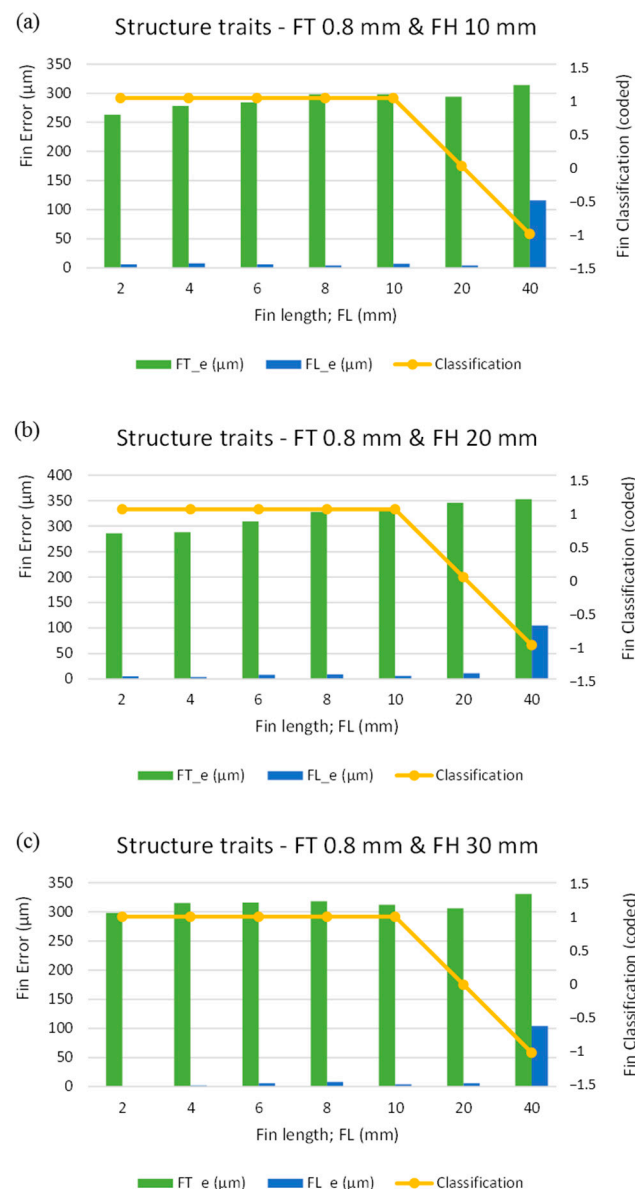 (a)
Structure traits - FT 0.8 mm & FH 10 mm
Fin Error (µm)
350
300
250
200
150
100
50
0
1.5
1
0.5
0
−0.5
−1
−1.5
Fin Classification (coded)
2 4 6 8 10 20 40
Fin length; FL (mm)
FT_e (µm) FL_e (µm) Classification
(b)
Structure traits - FT 0.8 mm & FH 20 mm
Fin Error (µm)
400
350
300
250
200
150
100
50
0
1.5
1
0.5
0
−0.5
−1
−1.5
Fin Classification (coded)
2 4 6 8 10 20 40
Fin length; FL (mm)
FT_e (µm) FL_e (µm) Classification
(c)
Structure traits - FT 0.8 mm & FH 30 mm
Fin Error (µm)
350
300
250
200
150
100
50
0
1.5
1
0.5
0
−0.5
−1
−1.5
Fin Classification (coded)
2 4 6 8 10 20 40
Fin length; FL (mm)
FT_e (µm) FL_e (µm) Classification